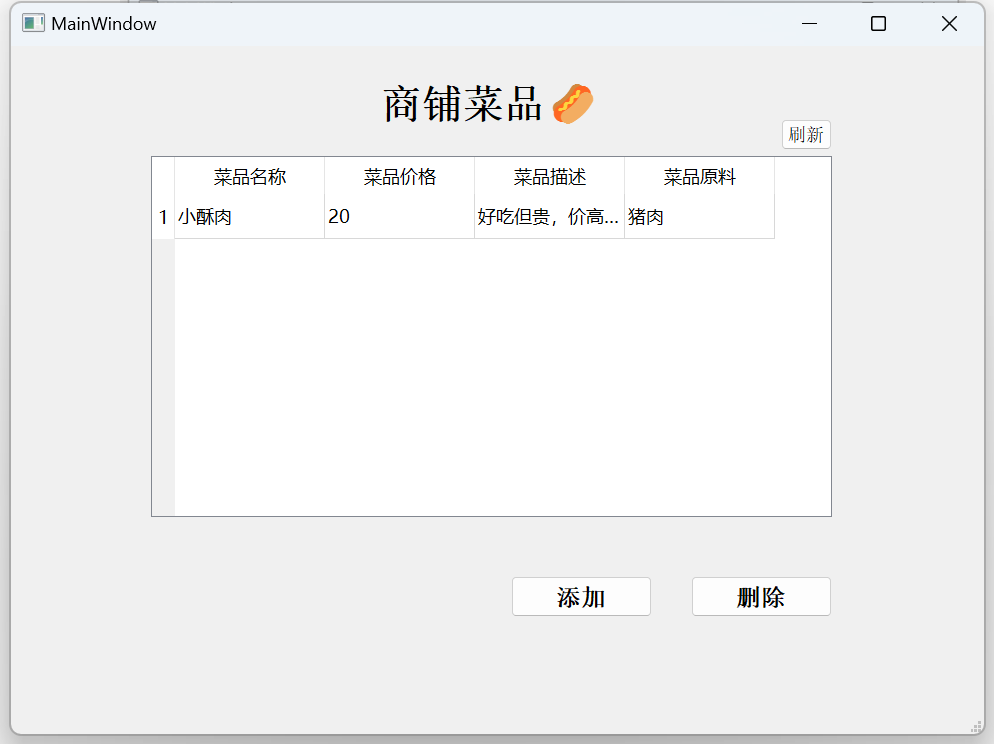 MainWindow
商铺菜品🌭
刷新
菜品名称 菜品价格 菜品描述 菜品原料
1 小酥肉 20 好吃但贵，价高... 猪肉
添加 删除